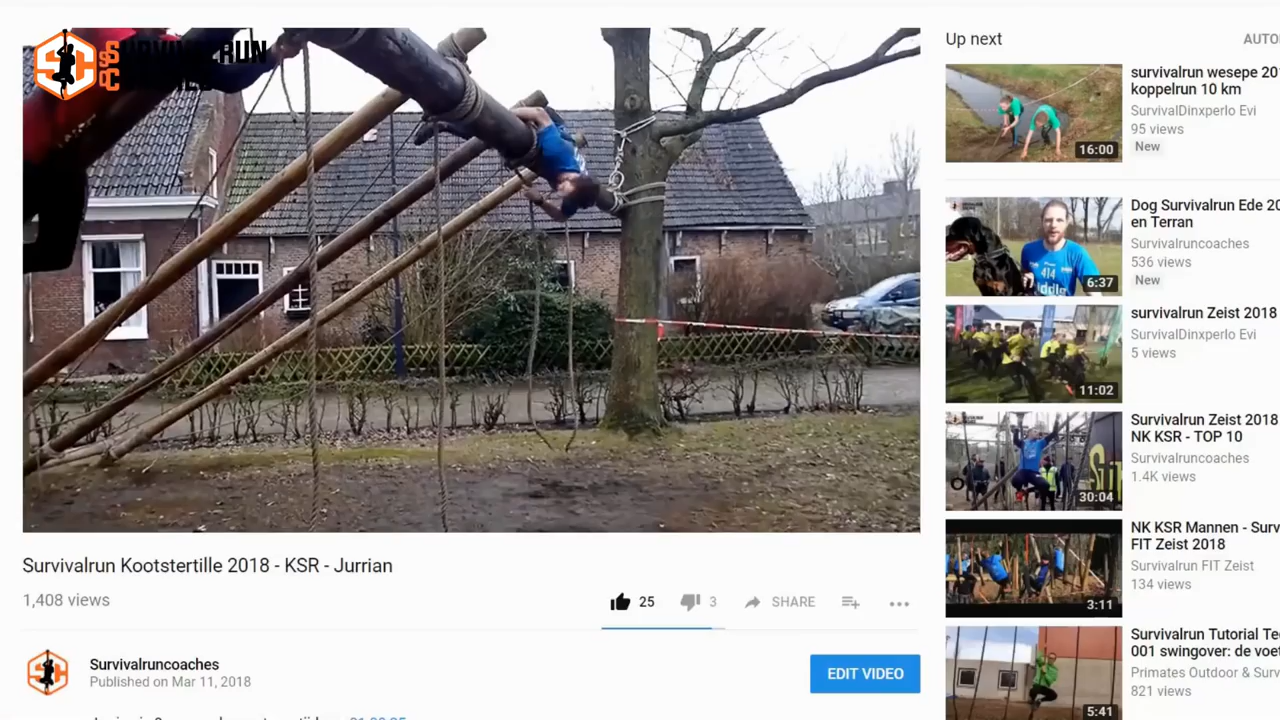 SURVIVALRUN
Up next
AUTO
survivalrun wesepe 201
koppelrun 10 km
SurvivalDinxperlo Evi
95 views
New
16:00
Dog Survivalrun Ede 20
en Terran
Survivalruncoaches
536 views
New
414
6:37
survivalrun Zeist 2018
SurvivalDinxperlo Evi
5 views
11:02
Survivalrun Zeist 2018
NK KSR - TOP 10
Survivalruncoaches
1.4K views
30:04
NK KSR Mannen - Surv
FIT Zeist 2018
Survivalrun FIT Zeist
134 views
3:11
Survivalrun Tutorial Te
001 swingover: de voet
Primates Outdoor & Surv
821 views
5:41
Survivalrun Kootstertille 2018 - KSR - Jurrian
1,408 views
25
3
SHARE
Survivalruncoaches
Published on Mar 11, 2018
EDIT VIDEO